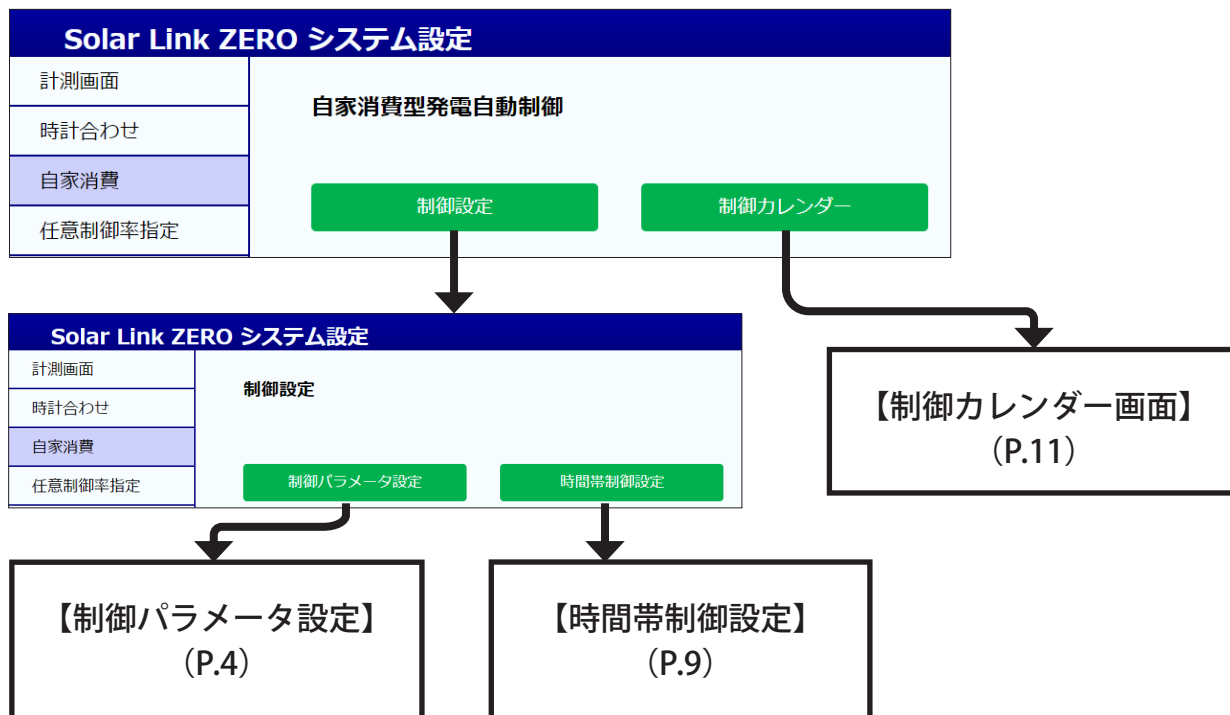 Solar Link ZERO システム設定
計測画面
時計合わせ
自家消費
任意制御率指定
自家消費型発電自動制御
制御設定
制御カレンダー
Solar Link ZERO システム設定
計測画面
時計合わせ
自家消費
任意制御率指定
制御設定
制御パラメータ設定
時間帯制御設定
【制御カレンダー画面】
（P.11）
【制御パラメータ設定】
（P.4）
【時間帯制御設定】
（P.9）